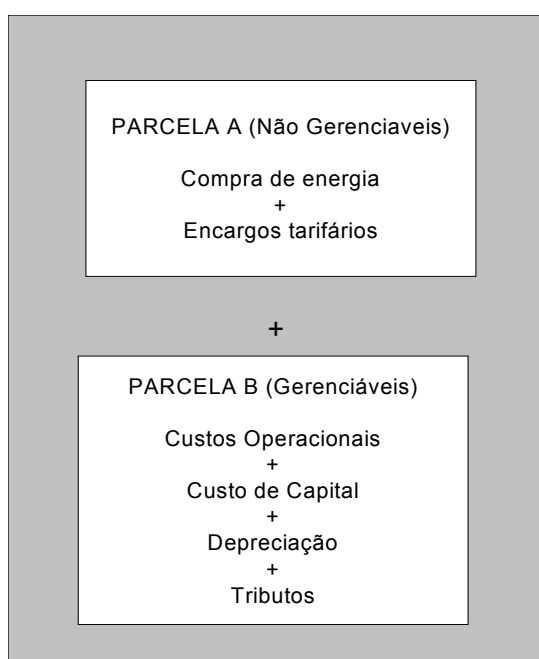 PARCELA A (Não Gerenciaveis)
Compra de energia
+
Encargos tarifários
+
PARCELA B (Gerenciáveis)
Custos Operacionais
+
Custo de Capital
+
Depreciação
+
Tributos